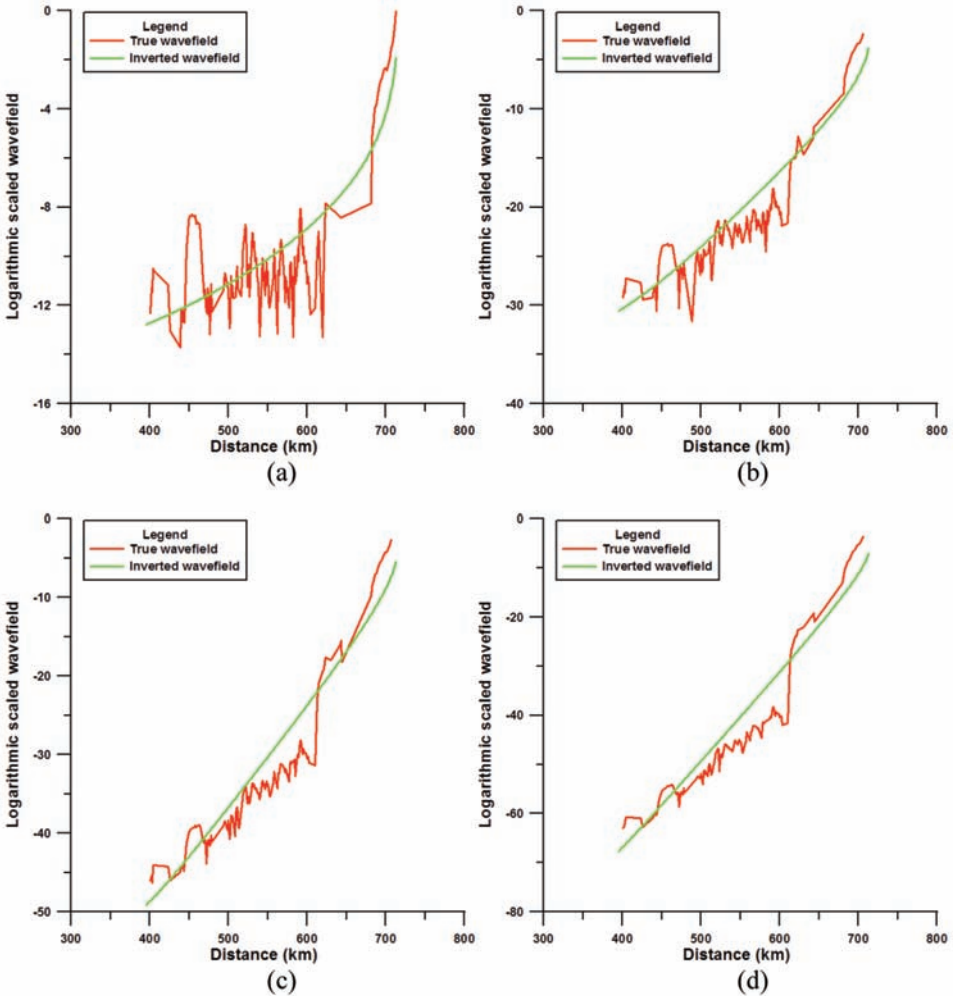 Legend
True wavefield
Inverted wavefield
Logarithmic scaled wavefield
0
-4
-8
-12
-16
300 400 500 600 700 800
Distance (km)
(a)
Legend
True wavefield
Inverted wavefield
Logarithmic scaled wavefield
0
-10
-20
-30
-40
300 400 500 600 700 800
Distance (km)
(b)
Legend
True wavefield
Inverted wavefield
Logarithmic scaled wavefield
0
-10
-20
-30
-40
-50
300 400 500 600 700 800
Distance (km)
(c)
Legend
True wavefield
Inverted wavefield
Logarithmic scaled wavefield
0
-20
-40
-60
-80
300 400 500 600 700 800
Distance (km)
(d)